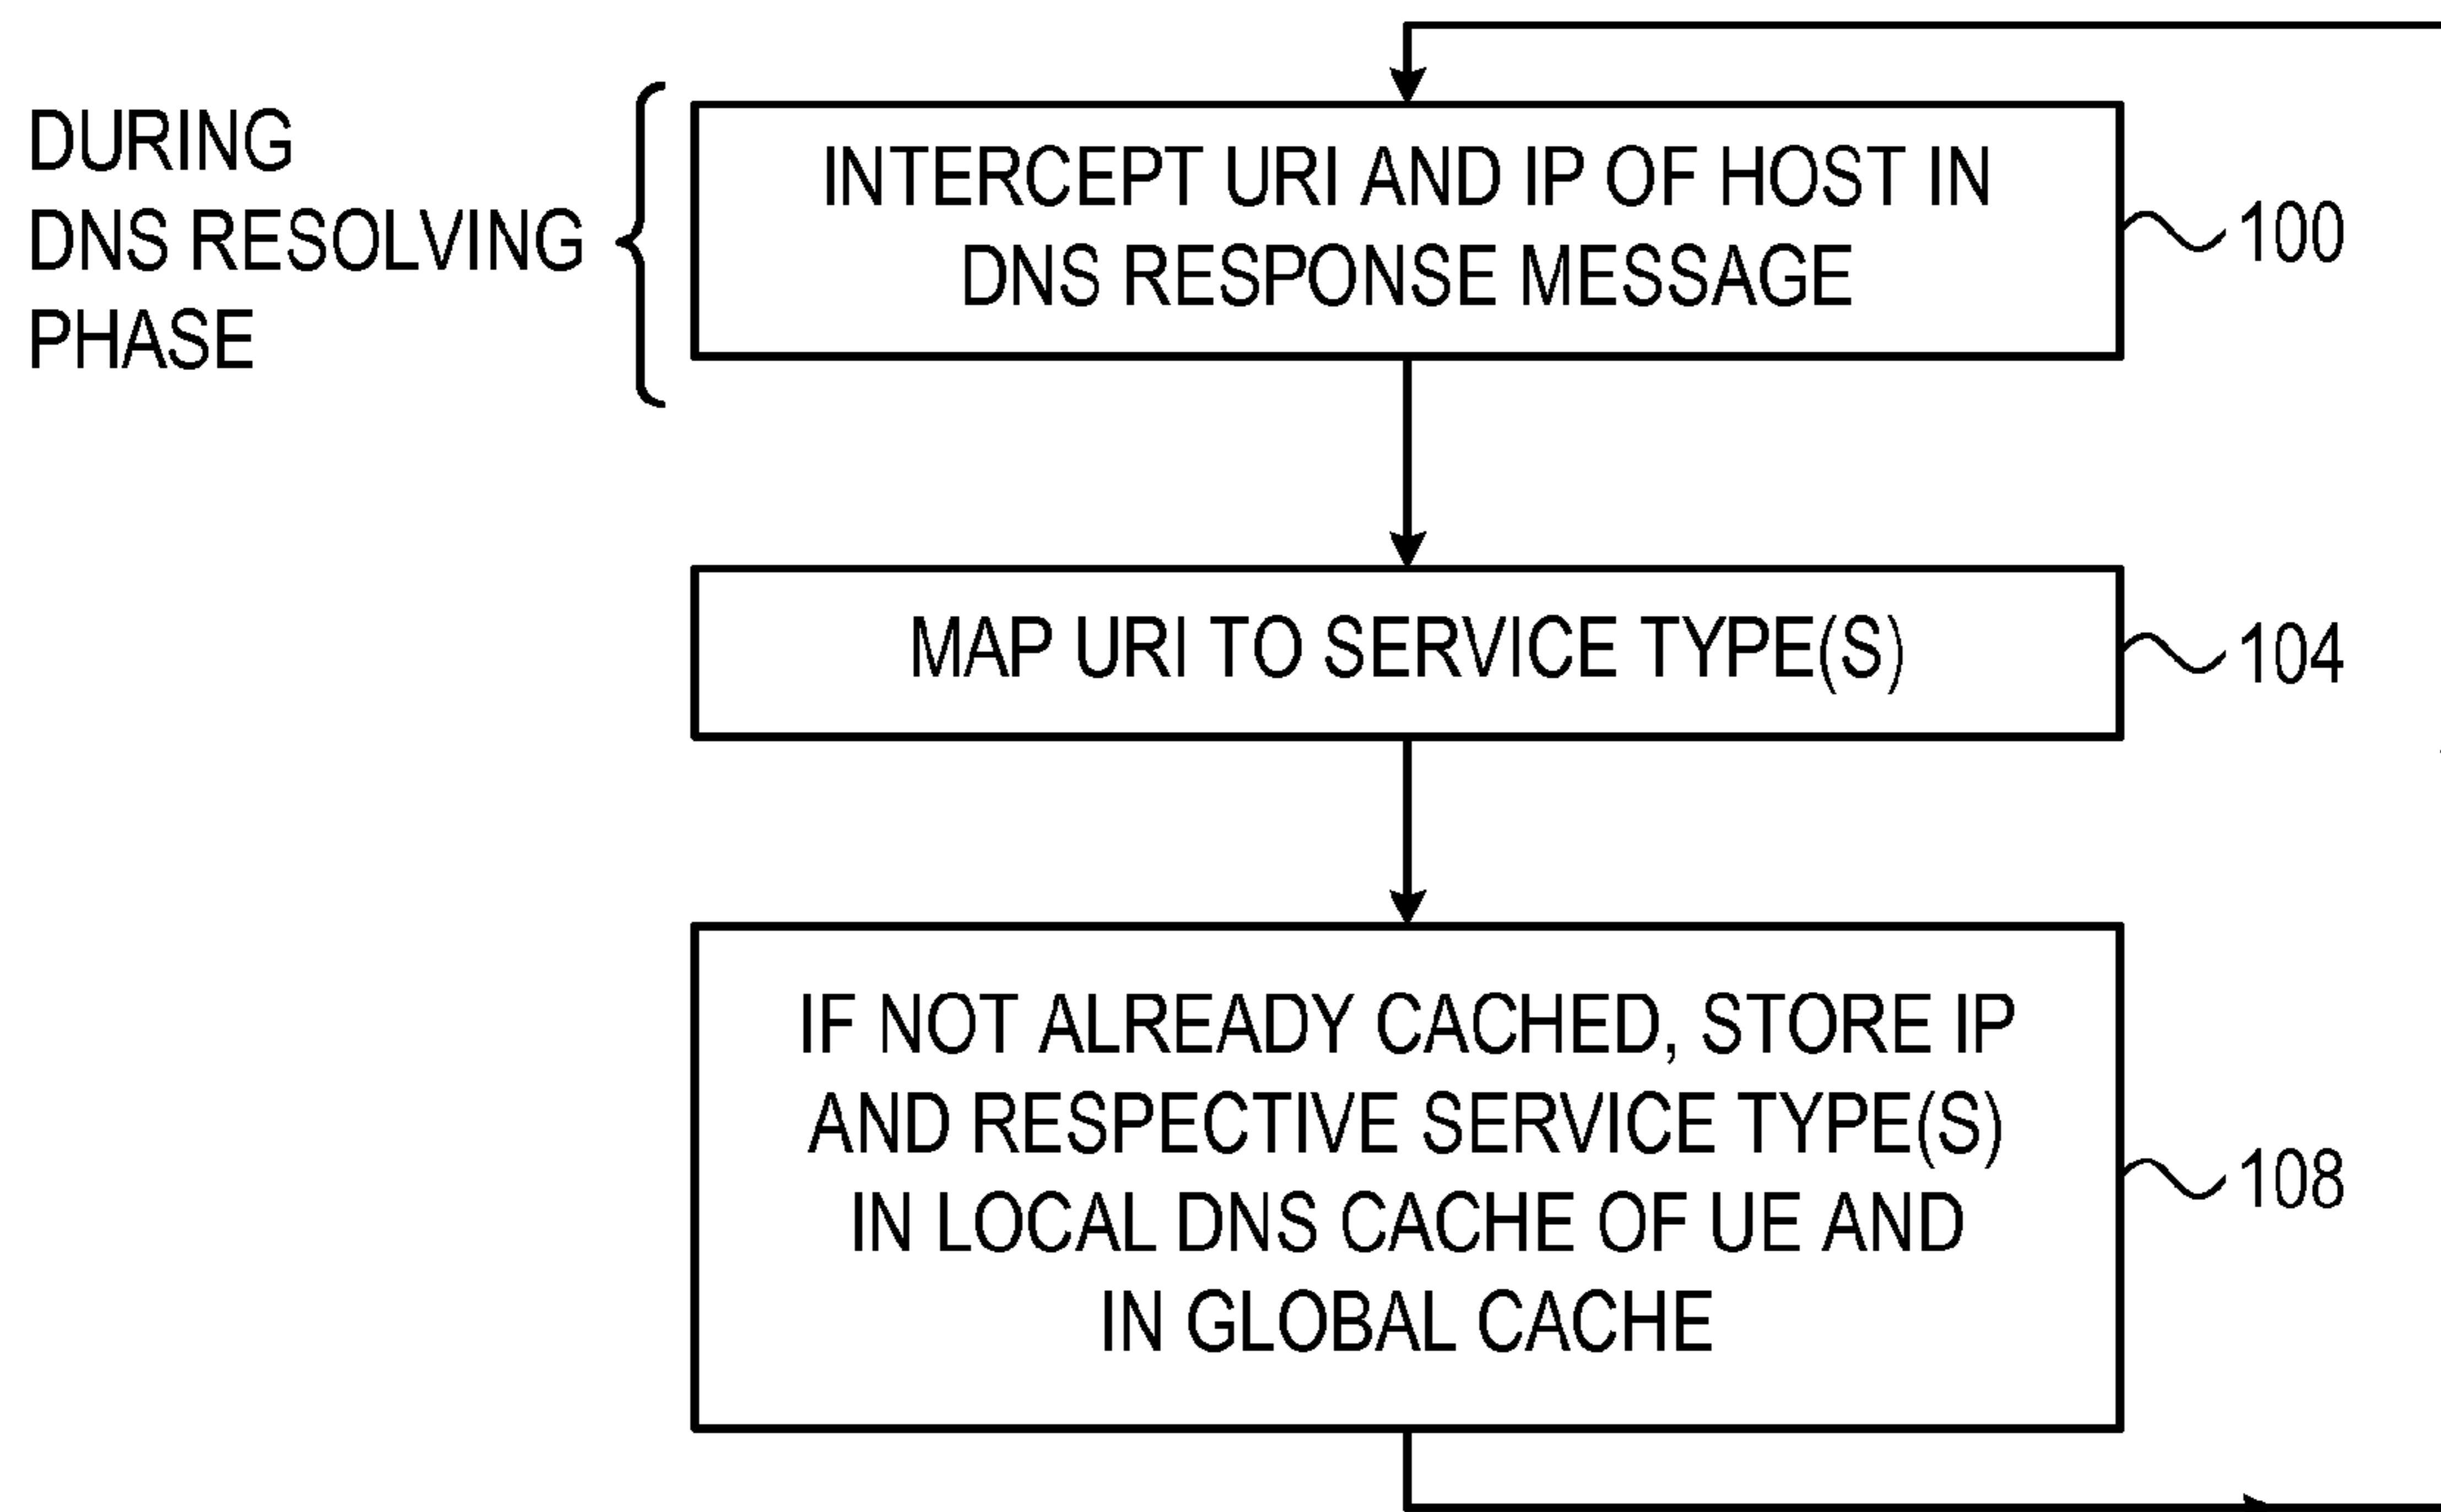 DURING
DNS RESOLVING
PHASE
INTERCEPT URI AND IP OF HOST IN
DNS RESPONSE MESSAGE
100
MAP URI TO SERVICE TYPE(S)
104
IF NOT ALREADY CACHED, STORE IP
AND RESPECTIVE SERVICE TYPE(S)
IN LOCAL DNS CACHE OF UE AND
IN GLOBAL CACHE
108